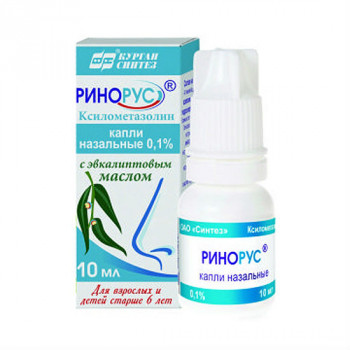 КУРГАН
СИНТЕЗ
РИНОРУС®
Ксилометазолин
капли
назальные 0,1%
с эвкалиптовым
маслом
10 мл
Для взрослых и
детей старше 6 лет
ОАО «Синтез»
Ксилометазол
РИНОРУС®
капли назальные
0,1%
10 мл